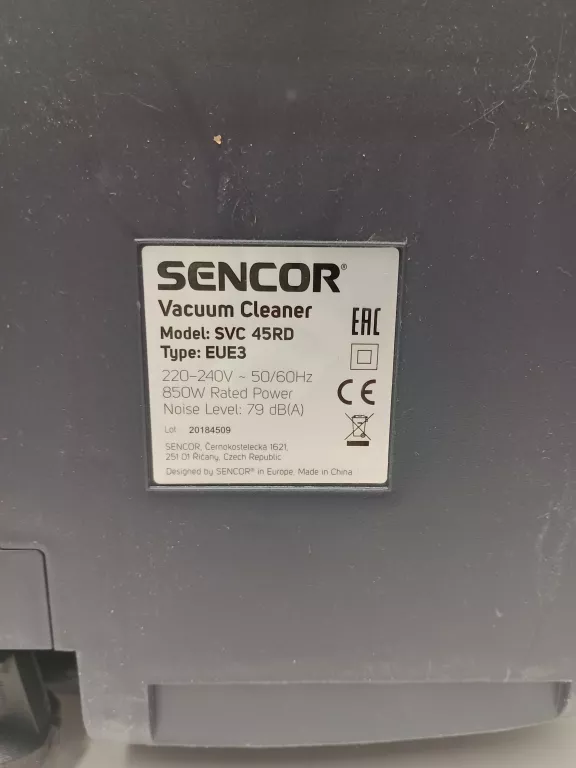 SENCOR®
Vacuum Cleaner
Model: SVC 45RD
Type: EUE3
EAC
220–240V ~ 50/60Hz
850W Rated Power
Noise Level: 79 dB(A)
CE
Lot 20184509
SENCOR, Černokostelecka 1621,
251 01 Říčany, Czech Republic
Designed by SENCOR® in Europe, Made in China